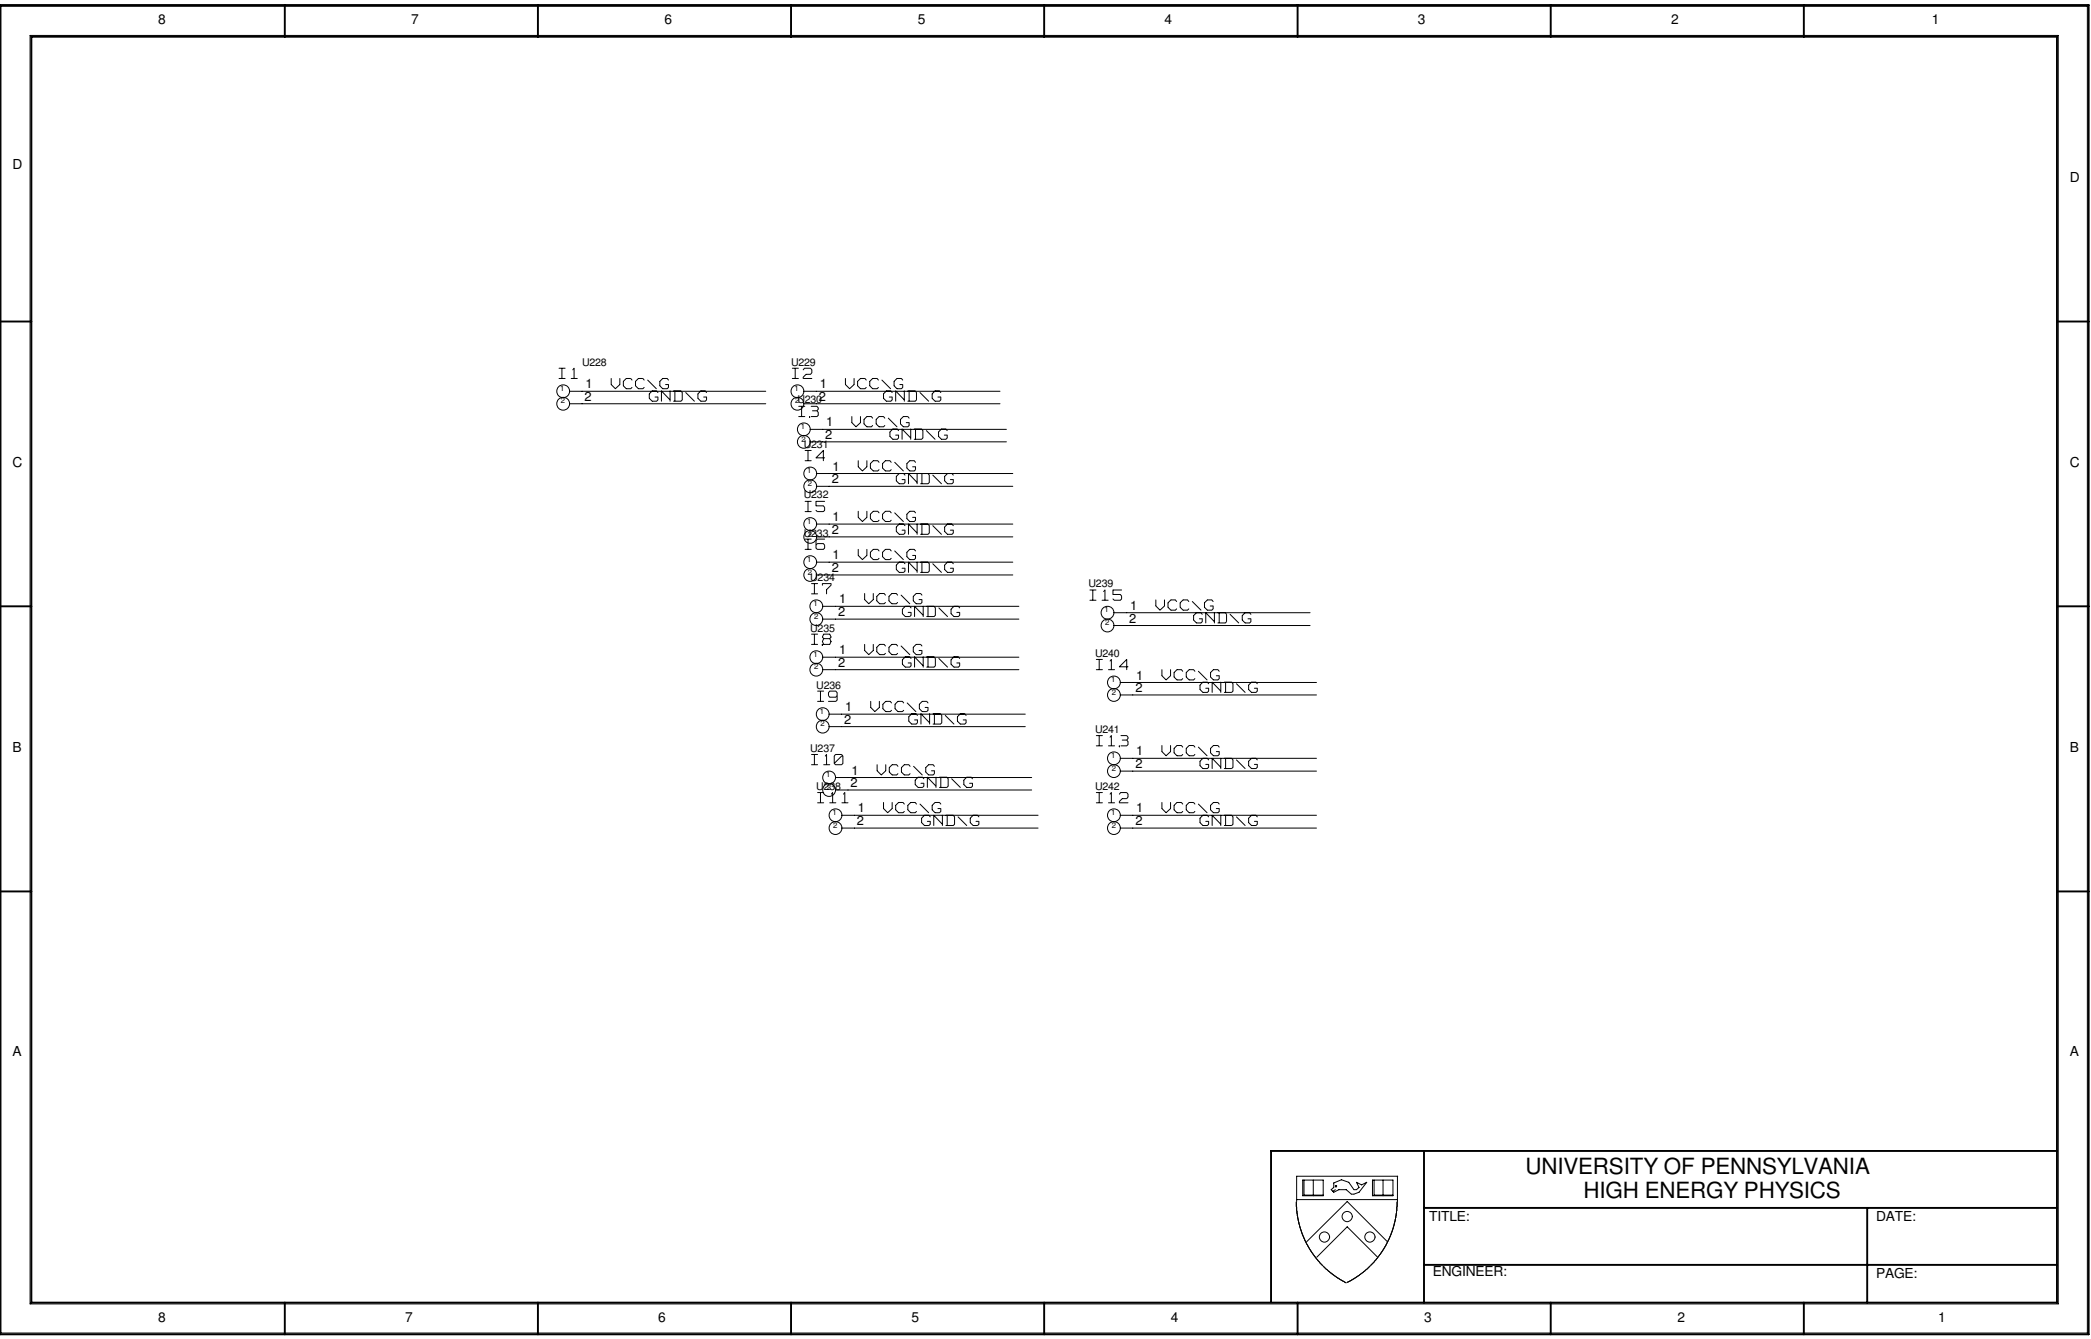 8 7 6 5 4 3 2 1
D D
C C
B B
A A
U228
I1
1 VCC\G
2 GND\G
U229
I2
1 VCC\G
2 GND\G
U230
I3
1 VCC\G
2 GND\G
U231
I4
1 VCC\G
2 GND\G
U232
I5
1 VCC\G
2 GND\G
U233
I6
1 VCC\G
2 GND\G
U234
I7
1 VCC\G
2 GND\G
U235
I8
1 VCC\G
2 GND\G
U236
I9
1 VCC\G
2 GND\G
U237
I10
1 VCC\G
2 GND\G
U238
I11
1 VCC\G
2 GND\G
U239
I15
1 VCC\G
2 GND\G
U240
I14
1 VCC\G
2 GND\G
U241
I13
1 VCC\G
2 GND\G
U242
I12
1 VCC\G
2 GND\G
UNIVERSITY OF PENNSYLVANIA
HIGH ENERGY PHYSICS
TITLE: DATE:
ENGINEER: PAGE:
8 7 6 5 4 3 2 1